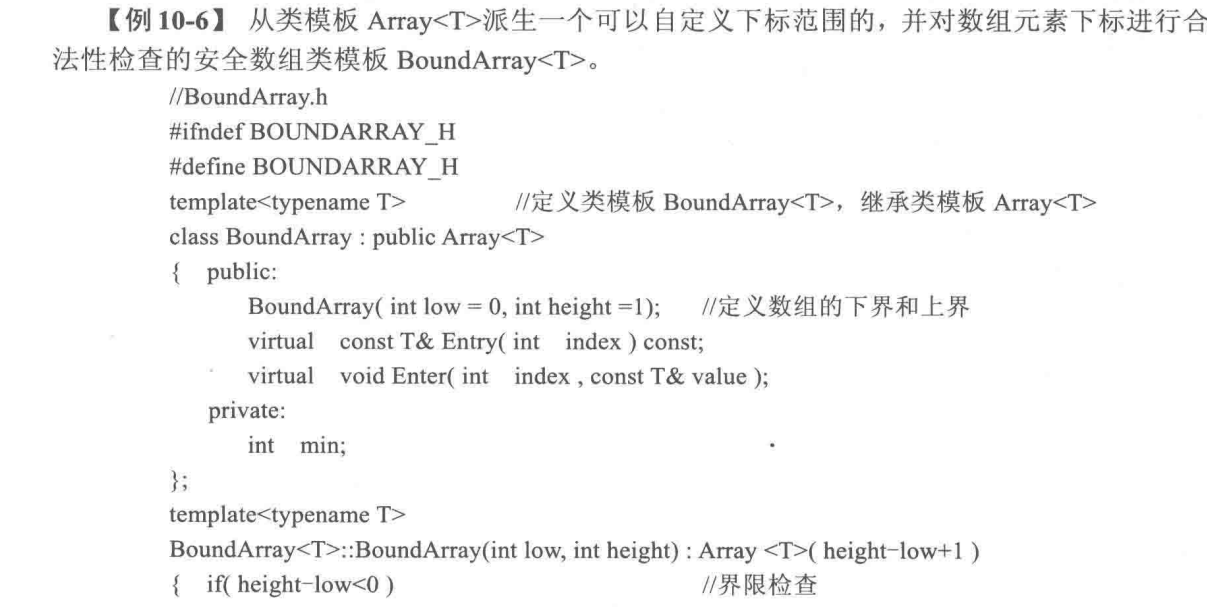 【例 10-6】 从类模板 Array<T>派生一个可以自定义下标范围的，并对数组元素下标进行合
法性检查的安全数组类模板 BoundArray<T>。
//BoundArray.h
#ifndef BOUNDARRAY_H
#define BOUNDARRAY_H
template<typename T> //定义类模板 BoundArray<T>，继承类模板 Array<T>
class BoundArray : public Array<T>
{ public:
BoundArray( int low = 0, int height =1); //定义数组的下界和上界
virtual const T& Entry( int index ) const;
virtual void Enter( int index , const T& value );
private:
int min;
};
template<typename T>
BoundArray<T>::BoundArray(int low, int height) : Array <T>( height-low+1 )
{ if( height-low<0 ) //界限检查